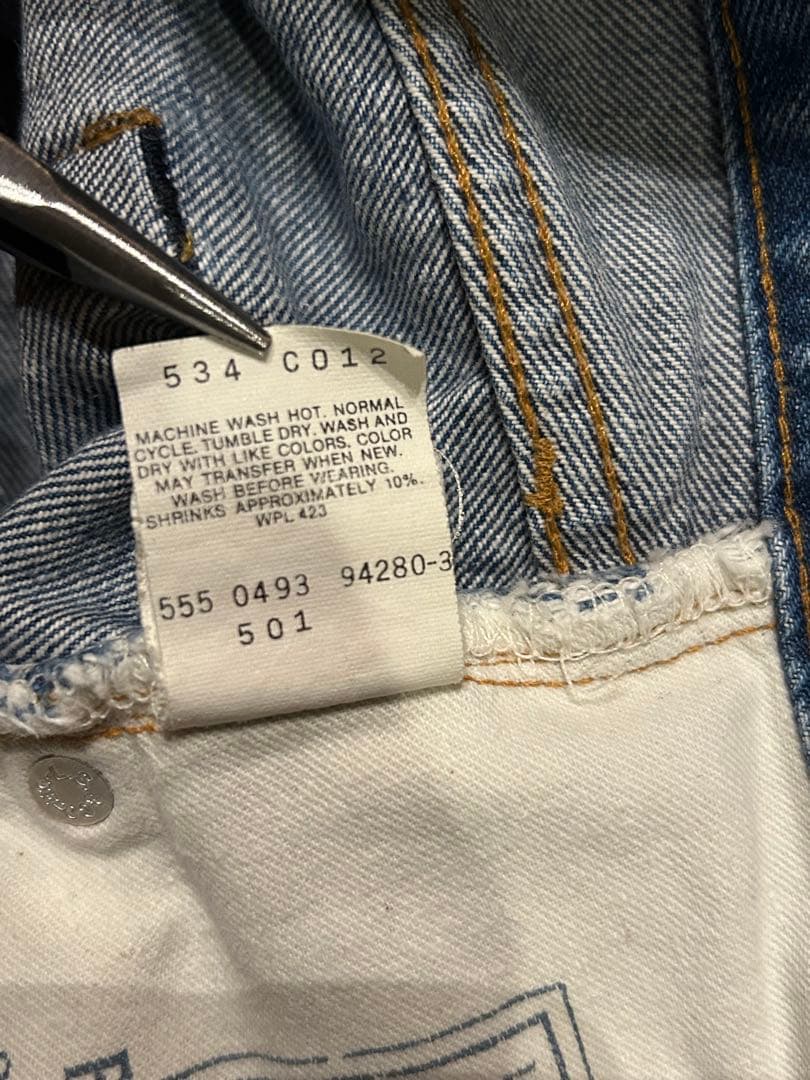 534 C012
MACHINE WASH HOT. NORMAL
CYCLE. TUMBLE DRY. WASH AND
DRY WITH LIKE COLORS. COLOR
MAY TRANSFER WHEN NEW.
WASH BEFORE WEARING.
SHRINKS APPROXIMATELY 10%.
WPL 423
555 0493 94280-3
501